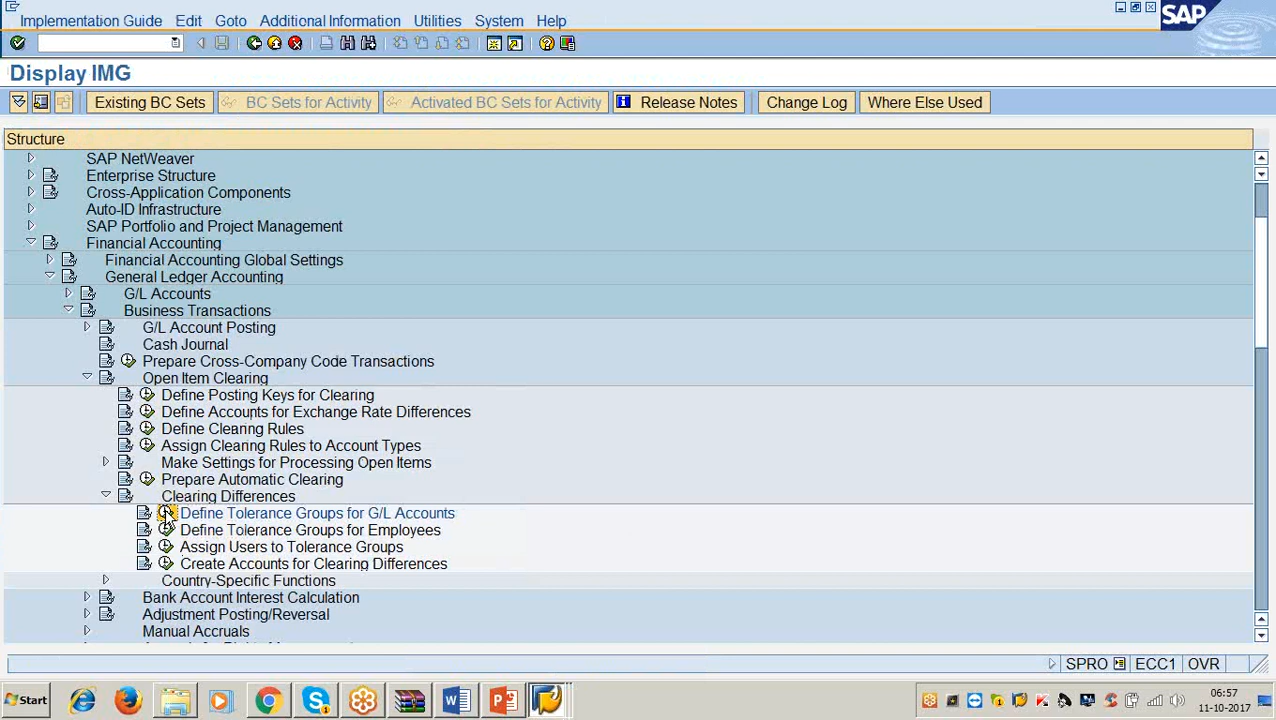 Implementation Guide Edit Goto Additional Information Utilities System Help
SAP
Display IMG
Existing BC Sets BC Sets for Activity Activated BC Sets for Activity Release Notes Change Log Where Else Used
Structure
SAP NetWeaver
Enterprise Structure
Cross-Application Components
Auto-ID Infrastructure
SAP Portfolio and Project Management
Financial Accounting
Financial Accounting Global Settings
General Ledger Accounting
G/L Accounts
Business Transactions
G/L Account Posting
Cash Journal
Prepare Cross-Company Code Transactions
Open Item Clearing
Define Posting Keys for Clearing
Define Accounts for Exchange Rate Differences
Define Clearing Rules
Assign Clearing Rules to Account Types
Make Settings for Processing Open Items
Prepare Automatic Clearing
Clearing Differences
Define Tolerance Groups for G/L Accounts
Define Tolerance Groups for Employees
Assign Users to Tolerance Groups
Create Accounts for Clearing Differences
Country-Specific Functions
Bank Account Interest Calculation
Adjustment Posting/Reversal
Manual Accruals
SPRO ECC1 OVR
Start
06:57
11-10-2017